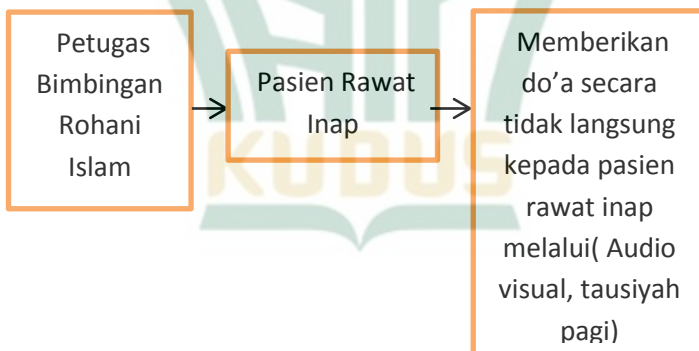 Petugas
Bimbingan
Rohani
Islam
Pasien Rawat
Inap
Memberikan
do’a secara
tidak langsung
kepada pasien
rawat inap
melalui( Audio
visual, tausiyah
pagi)
KUDUS